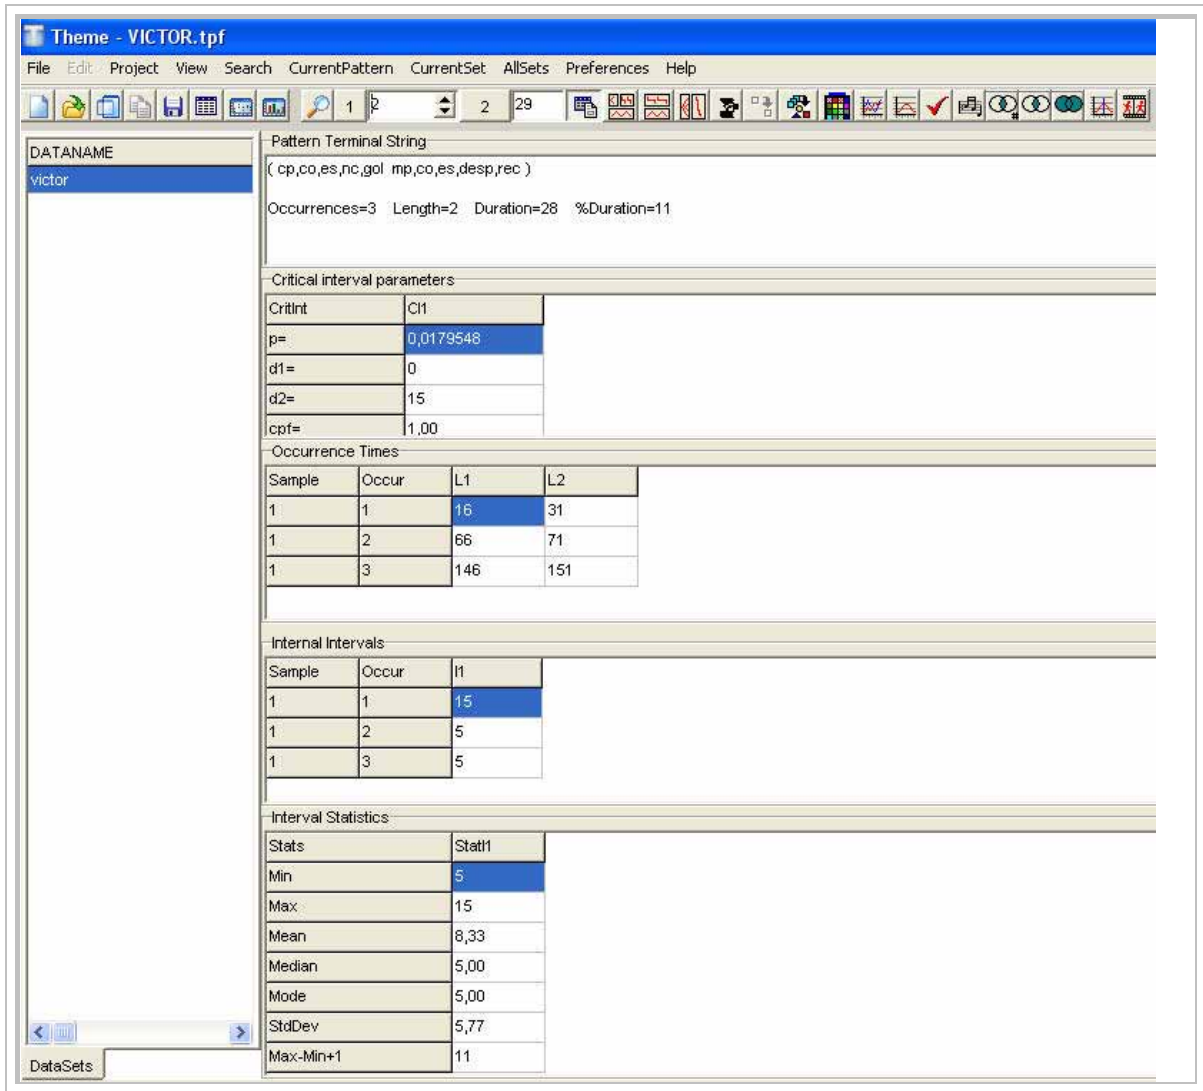 Theme - VICTOR.tpf
File Edit Project View Search CurrentPattern CurrentSet AllSets Preferences Help
1 2 2 29
DATANAME
victor
Pattern Terminal String
( cp,co,es,nc,gol mp,co,es,desp,rec )
Occurrences=3 Length=2 Duration=28 %Duration=11
Critical interval parameters
CritInt CI1
p= 0,0179548
d1= 0
d2= 15
cpf= 1,00
Occurrence Times
Sample Occur L1 L2
1 1 16 31
1 2 66 71
1 3 146 151
Internal Intervals
Sample Occur I1
1 1 15
1 2 5
1 3 5
Interval Statistics
Stats StatI1
Min 5
Max 15
Mean 8,33
Median 5,00
Mode 5,00
StdDev 5,77
Max-Min+1 11
DataSets